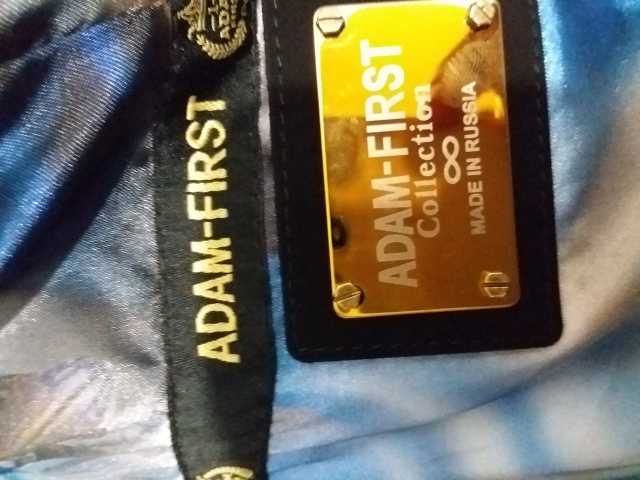 ADAM-FIRST
ADAM-FIRST
Collection
∞
MADE IN RUSSIA